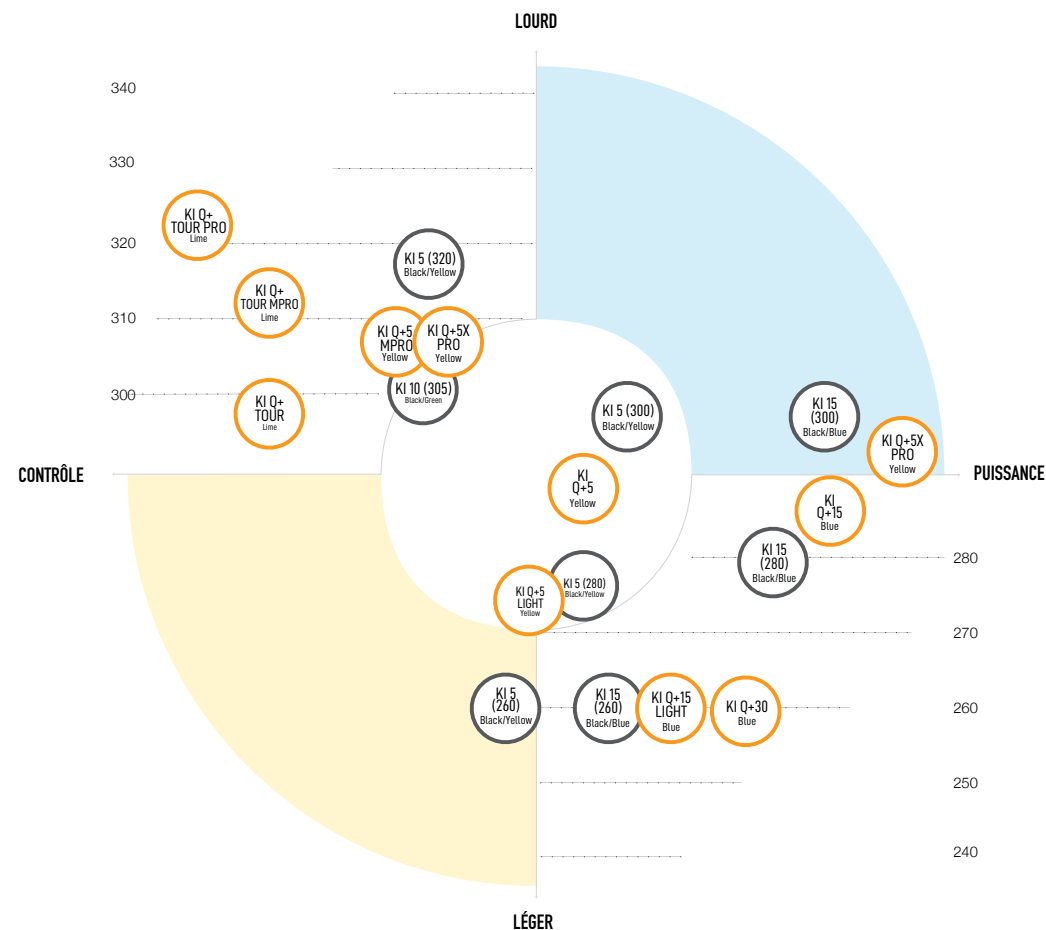 LOURD
340
330
KI Q+
TOUR PRO
Lime
320
KI 5 (320)
Black/Yellow
KI Q+
TOUR MPRO
Lime
310
KI Q+5
MPRO
Yellow
KI Q+5X
PRO
Yellow
KI 10 (305)
Black/Green
300
KI Q+
TOUR
Lime
KI 5 (300)
Black/Yellow
KI 15
(300)
Black/Blue
KI Q+5X
PRO
Yellow
CONTRÔLE
PUISSANCE
KI
Q+5
Yellow
KI
Q+15
Blue
KI 15
(280)
Black/Blue
280
KI Q+5
LIGHT
Yellow
KI 5 (280)
Black/Yellow
270
KI 5
(260)
Black/Yellow
KI 15
(260)
Black/Blue
KI Q+15
LIGHT
Blue
KI Q+30
Blue
260
250
240
LÉGER